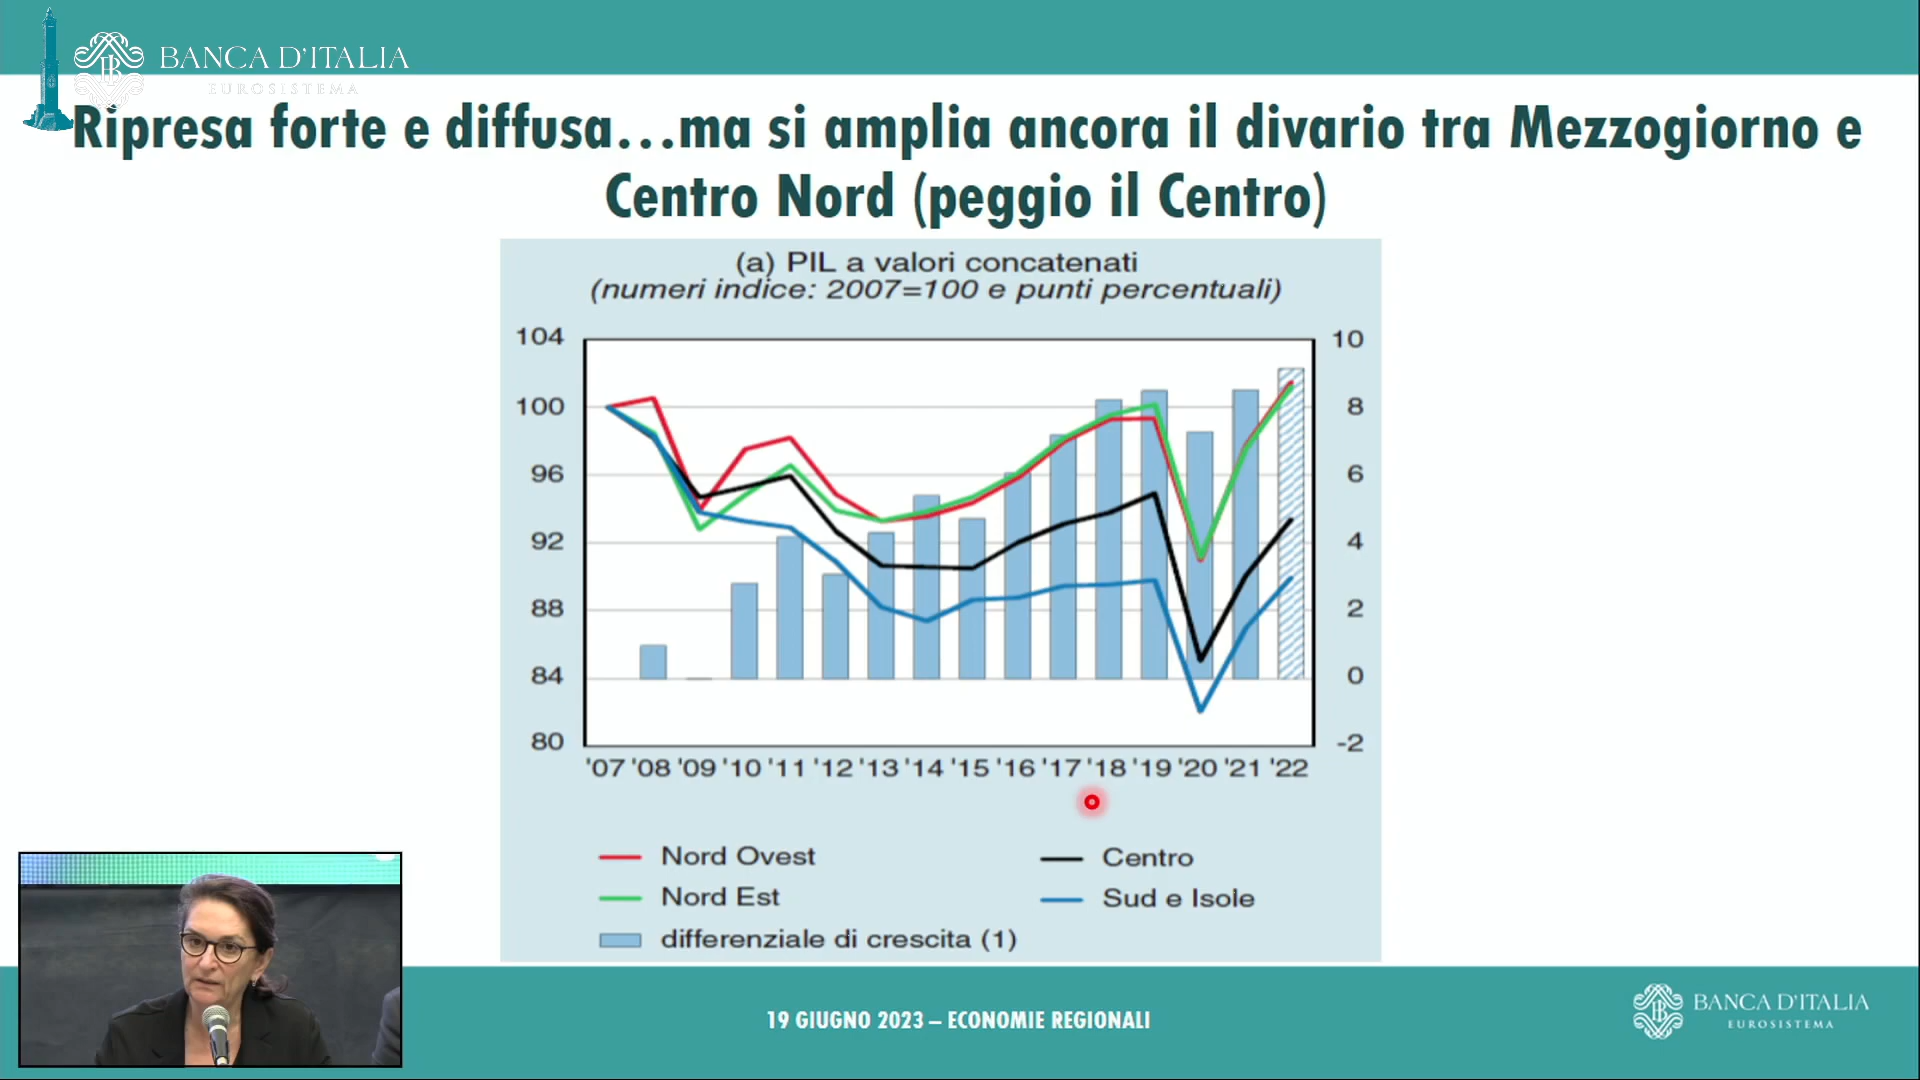 BANCA D'ITALIA
EUROSISTEMA
Ripresa forte e diffusa...ma si amplia ancora il divario tra Mezzogiorno e
Centro Nord (peggio il Centro)
(a) PIL a valori concatenati
(numeri indice: 2007=100 e punti percentuali)
104 10
100 8
96 6
92 4
88 2
84 0
80 -2
'07 '08 '09 '10 '11 '12 '13 '14 '15 '16 '17 '18 '19 '20 '21 '22
Nord Ovest Centro
Nord Est Sud e Isole
differenziale di crescita (1)
19 GIUGNO 2023 – ECONOMIE REGIONALI
BANCA D'ITALIA
EUROSISTEMA